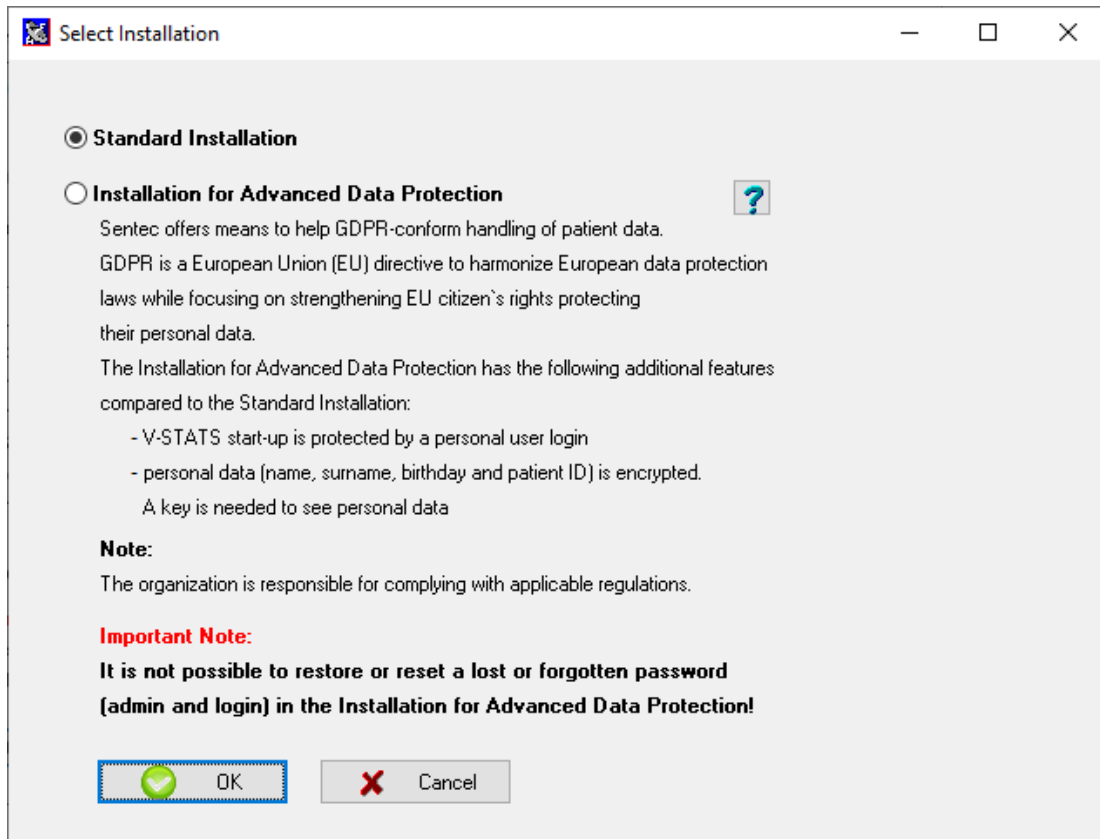 Select Installation
Standard Installation
Installation for Advanced Data Protection
?
Sentec offers means to help GDPR-conform handling of patient data.
GDPR is a European Union (EU) directive to harmonize European data protection
laws while focusing on strengthening EU citizen`s rights protecting
their personal data.
The Installation for Advanced Data Protection has the following additional features
compared to the Standard Installation:
- V-STATS start-up is protected by a personal user login
- personal data (name, surname, birthday and patient ID) is encrypted.
A key is needed to see personal data
Note:
The organization is responsible for complying with applicable regulations.
Important Note:
It is not possible to restore or reset a lost or forgotten password
(admin and login) in the Installation for Advanced Data Protection!
OK
Cancel